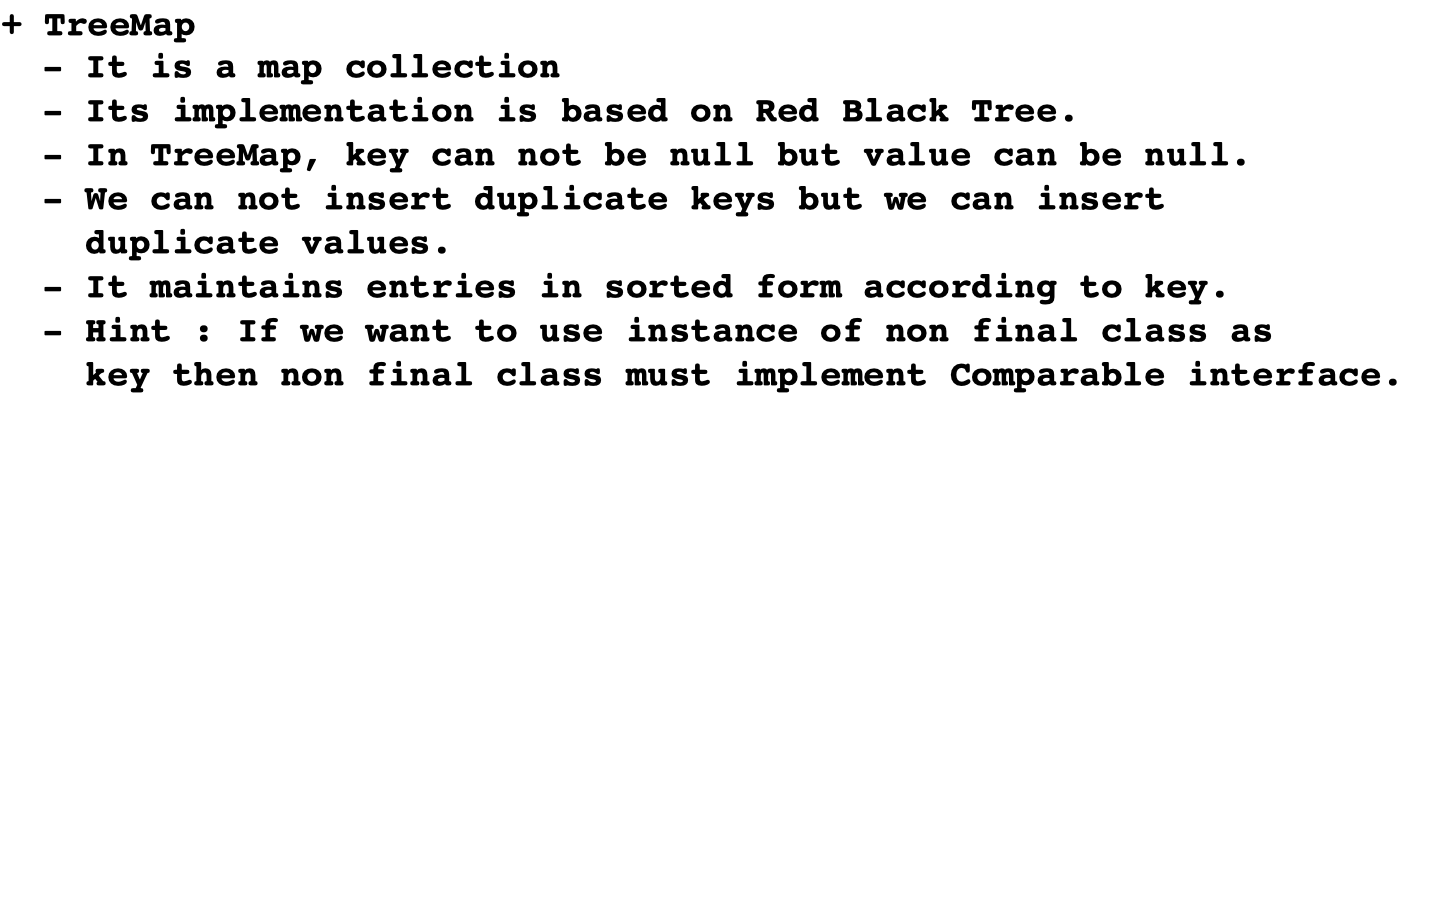 + TreeMap
- It is a map collection
- Its implementation is based on Red Black Tree.
- In TreeMap, key can not be null but value can be null.
- We can not insert duplicate keys but we can insert
duplicate values.
- It maintains entries in sorted form according to key.
- Hint : If we want to use instance of non final class as
key then non final class must implement Comparable interface.